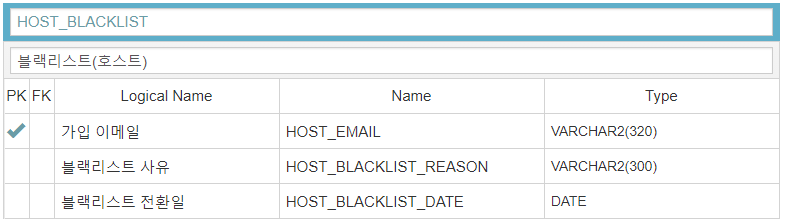 HOST_BLACKLIST
블랙리스트(호스트)
PK FK Logical Name Name Type
가입 이메일 HOST_EMAIL VARCHAR2(320)
블랙리스트 사유 HOST_BLACKLIST_REASON VARCHAR2(300)
블랙리스트 전환일 HOST_BLACKLIST_DATE DATE